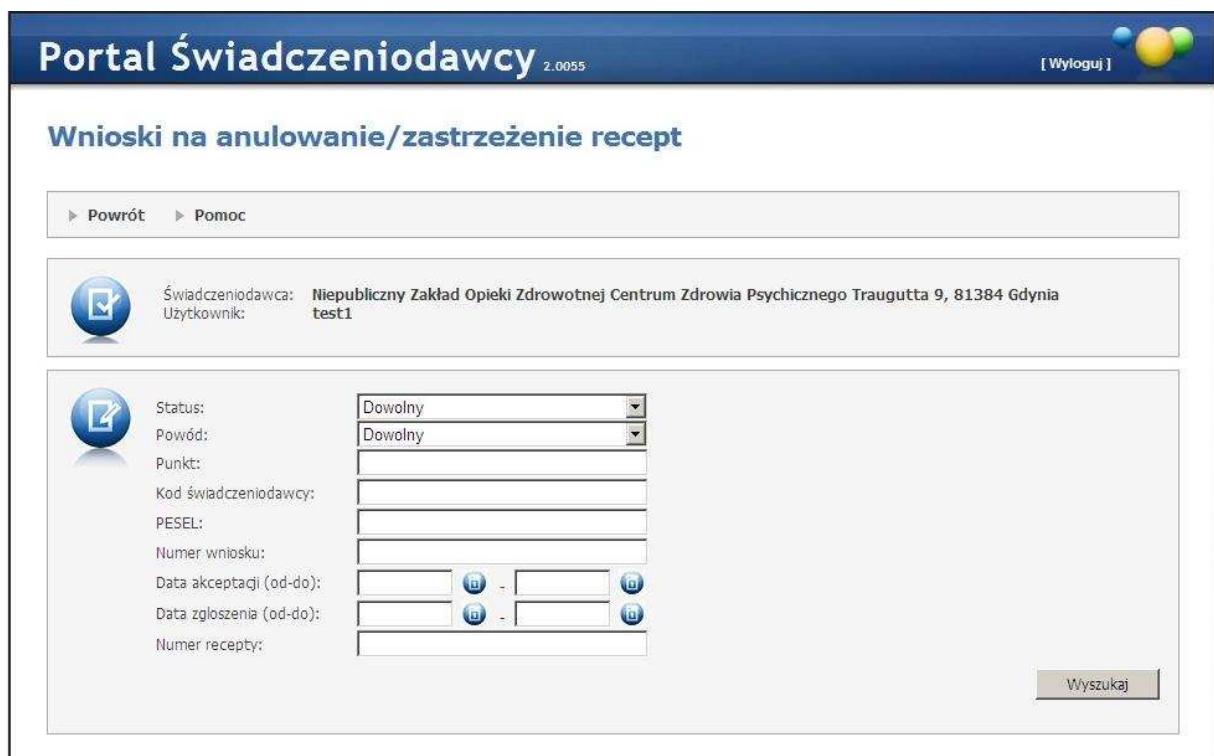 Portal Świadczeniodawcy 2.0055
[ Wyloguj ]
Wnioski na anulowanie/zastrzeżenie recept
Powrót Pomoc
Świadczeniodawca: Niepubliczny Zakład Opieki Zdrowotnej Centrum Zdrowia Psychicznego Traugutta 9, 81384 Gdynia
Użytkownik: test1
Status: Dowolny
Powód: Dowolny
Punkt:
Kod świadczeniodawcy:
PESEL:
Numer wniosku:
Data akceptacji (od-do): -
Data zgloszenia (od-do): -
Numer recepty:
Wyszukaj